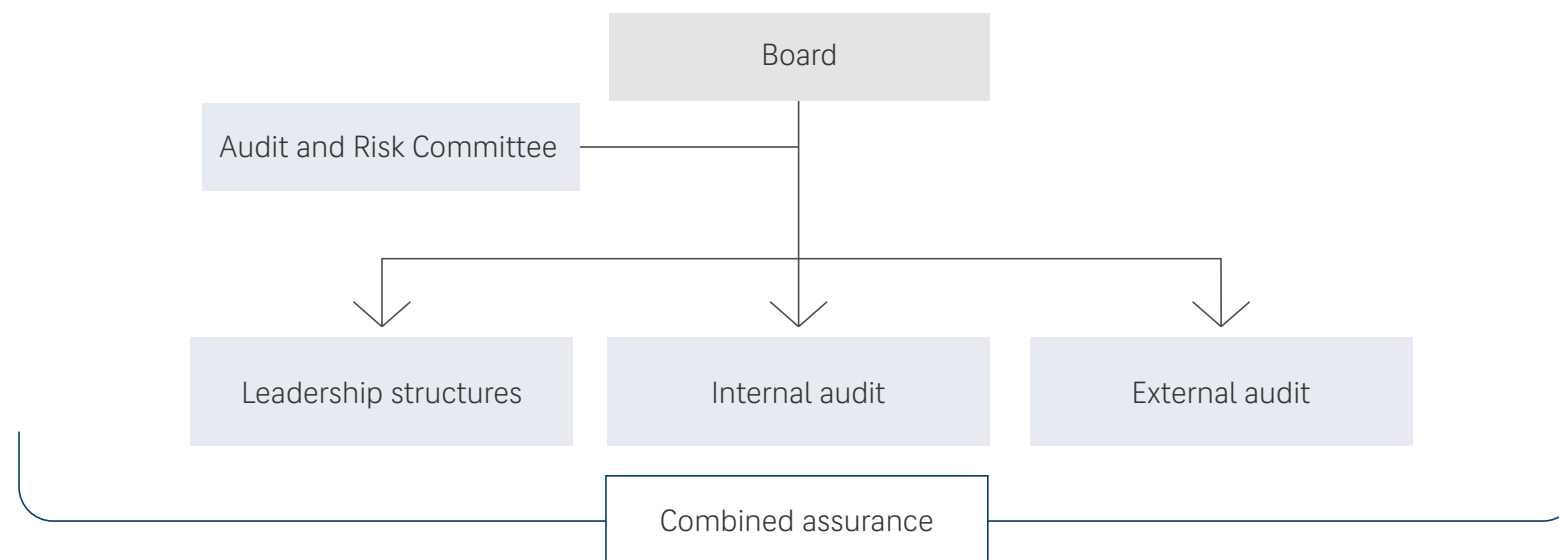 Board
Audit and Risk Committee
Leadership structures
Internal audit
External audit
Combined assurance